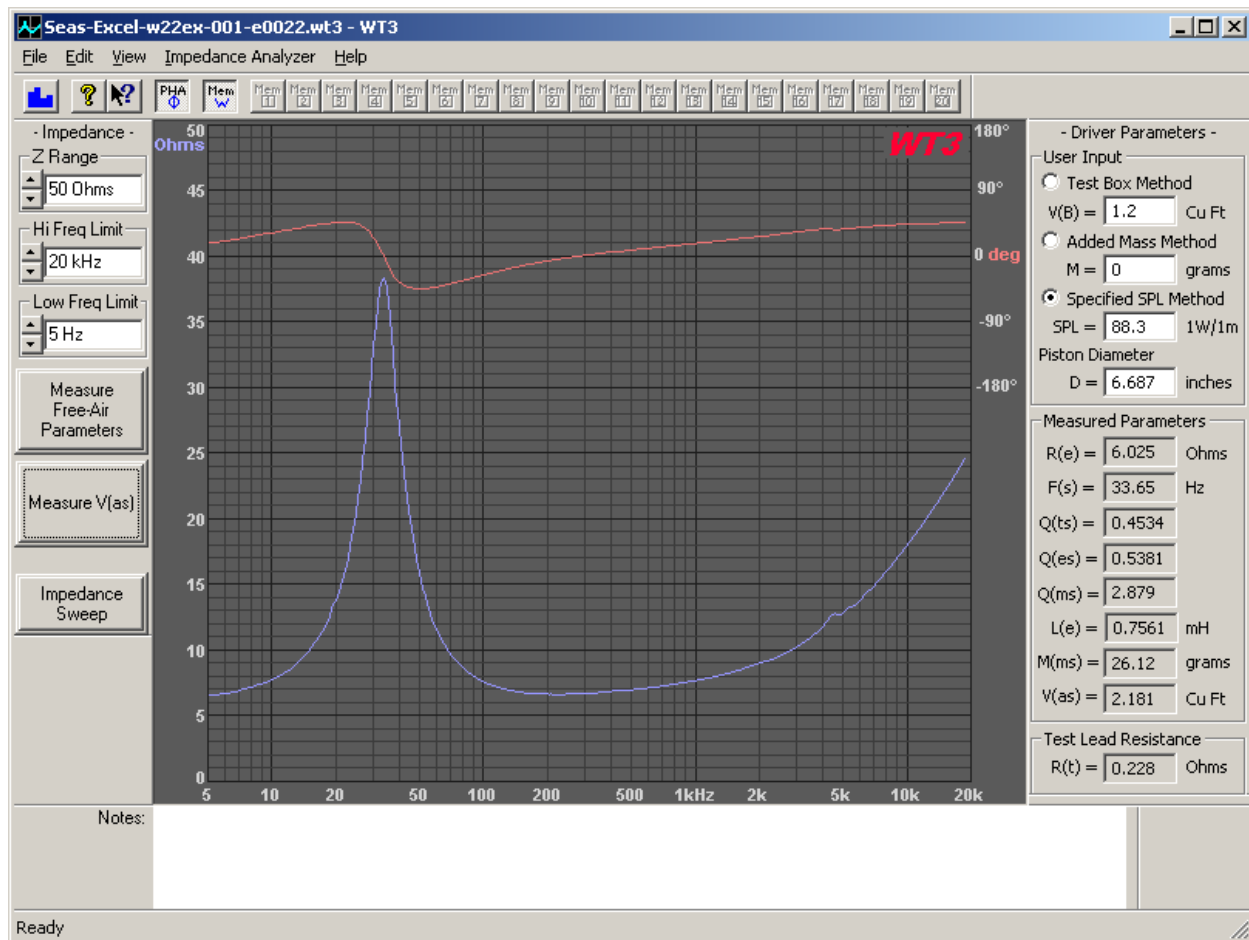 Seas-Excel-w22ex-001-e0022.wt3 - WT3
File Edit View Impedance Analyzer Help
PHA Φ Mem W Mem 1 Mem 2 Mem 3 Mem 4 Mem 5 Mem 6 Mem 7 Mem 8 Mem 9 Mem 10 Mem 11 Mem 12 Mem 13 Mem 14 Mem 15 Mem 16 Mem 17 Mem 18 Mem 19 Mem 20
- Impedance -
Z Range
50 Ohms
Hi Freq Limit
20 kHz
Low Freq Limit
5 Hz
Measure
Free-Air
Parameters
Measure V(as)
Impedance
Sweep
50
Ohms
45
40
35
30
25
20
15
10
5
0
5 10 20 50 100 200 500 1kHz 2k 5k 10k 20k
WT3
180°
90°
0 deg
-90°
-180°
- Driver Parameters -
User Input
Test Box Method
V(B) = 1.2 Cu Ft
Added Mass Method
M = 0 grams
Specified SPL Method
SPL = 88.3 1W/1m
Piston Diameter
D = 6.687 inches
Measured Parameters
R(e) = 6.025 Ohms
F(s) = 33.65 Hz
Q(ts) = 0.4534
Q(es) = 0.5381
Q(ms) = 2.879
L(e) = 0.7561 mH
M(ms) = 26.12 grams
V(as) = 2.181 Cu Ft
Test Lead Resistance
R(t) = 0.228 Ohms
Notes:
Ready